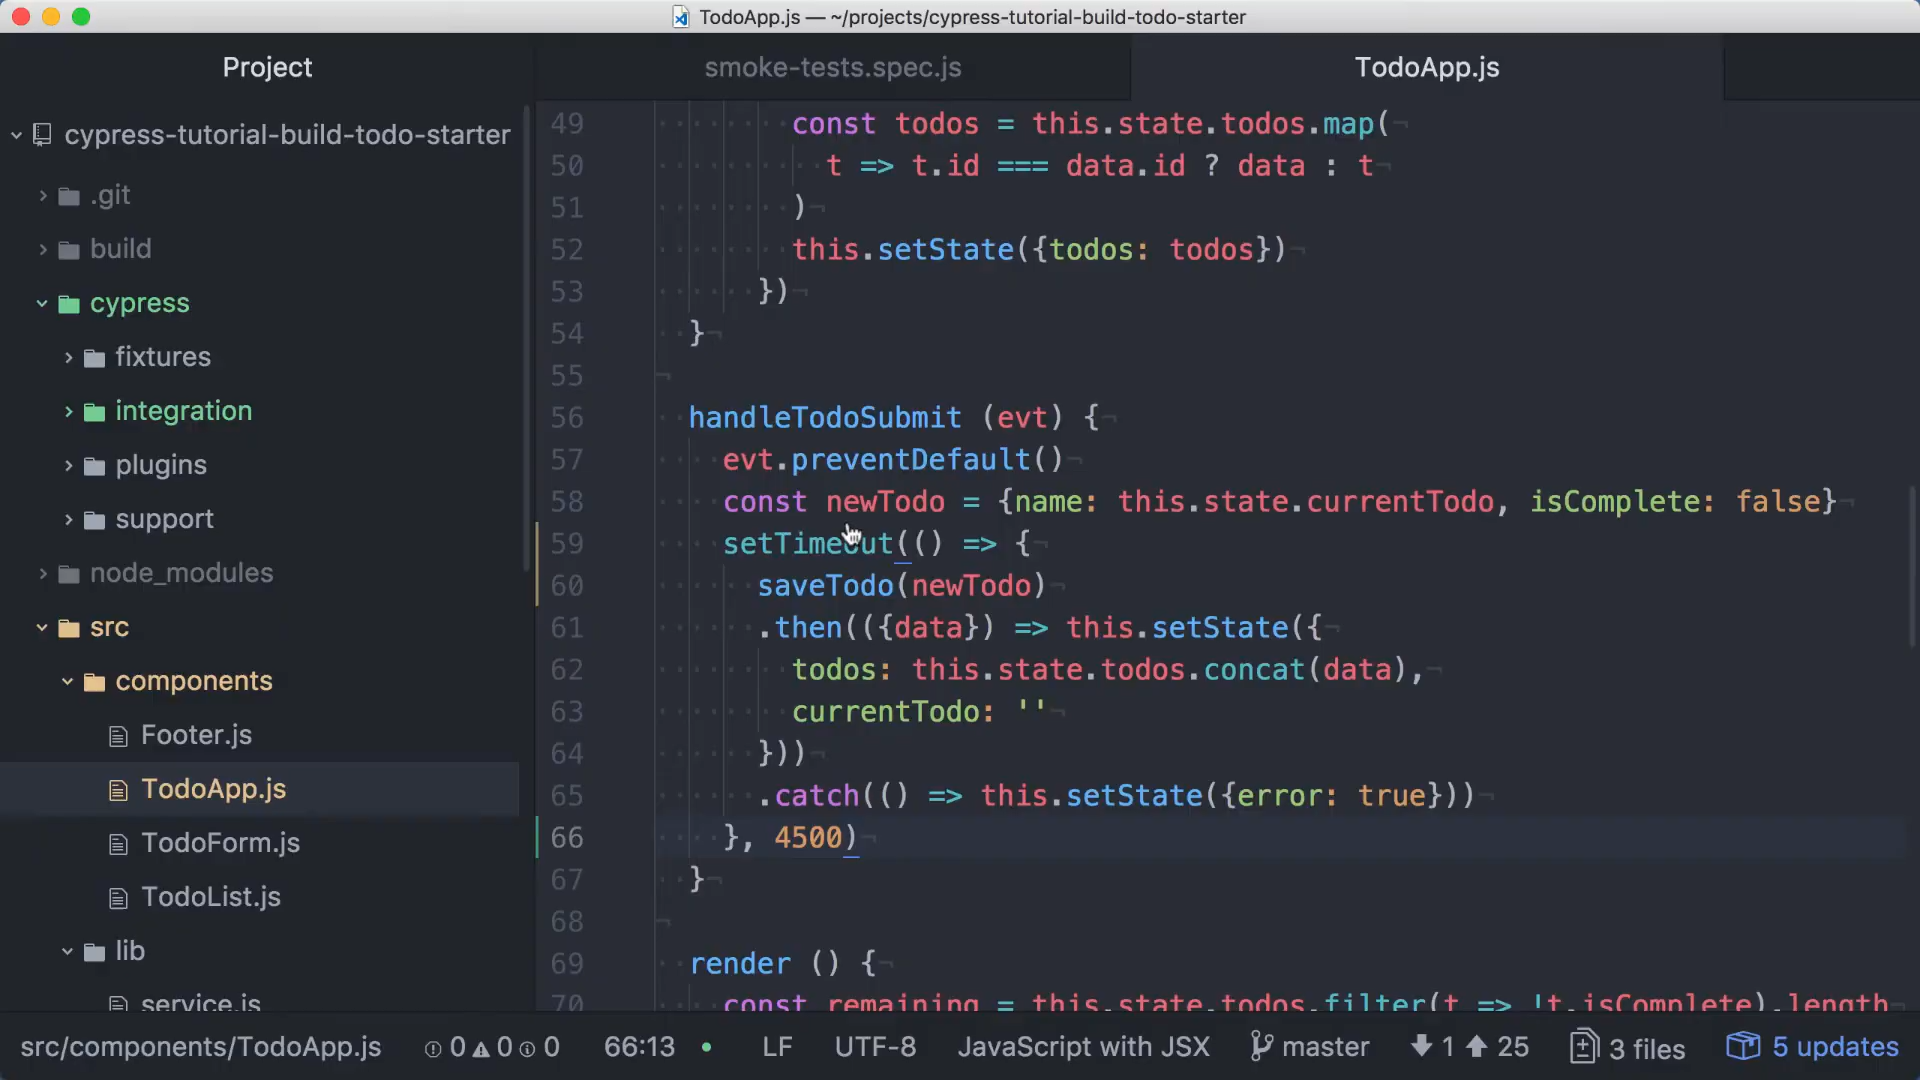 TodoApp.js — ~/projects/cypress-tutorial-build-todo-starter
Project
smoke-tests.spec.js
TodoApp.js
cypress-tutorial-build-todo-starter
.git
build
cypress
fixtures
integration
plugins
support
node_modules
src
components
Footer.js
TodoApp.js
TodoForm.js
TodoList.js
lib
service.js
49 const todos = this.state.todos.map(
50 t => t.id === data.id ? data : t
51 )
52 this.setState({todos: todos})
53 })
54 }
55
56 handleTodoSubmit (evt) {
57 evt.preventDefault()
58 const newTodo = {name: this.state.currentTodo, isComplete: false}
59 setTimeout(() => {
60 saveTodo(newTodo)
61 .then(({data}) => this.setState({
62 todos: this.state.todos.concat(data),
63 currentTodo: ''
64 }))
65 .catch(() => this.setState({error: true}))
66 }, 4500)
67 }
68
69 render () {
70 const remaining = this.state.todos.filter(t => !t.isComplete).length
src/components/TodoApp.js 0 0 0 66:13 LF UTF-8 JavaScript with JSX master 1 25 3 files 5 updates